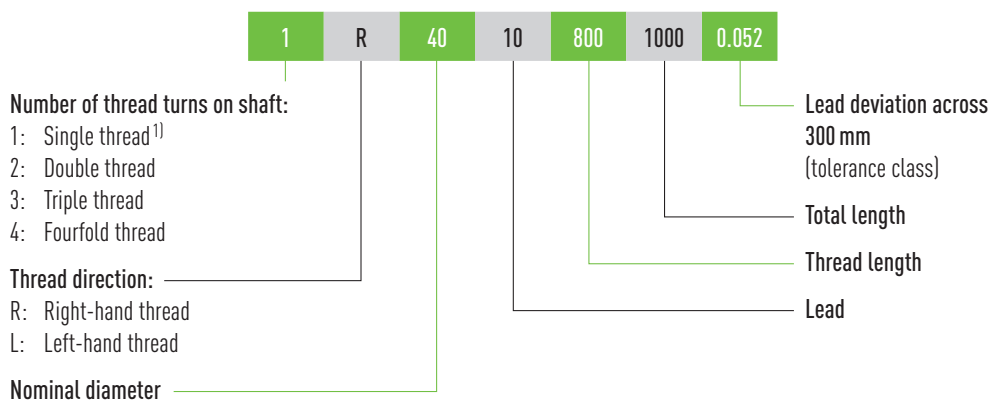 1 R 40 10 800 1000 0.052
Number of thread turns on shaft:
1: Single thread 1)
2: Double thread
3: Triple thread
4: Fourfold thread
Thread direction:
R: Right-hand thread
L: Left-hand thread
Nominal diameter
Lead deviation across
300 mm
(tolerance class)
Total length
Thread length
Lead